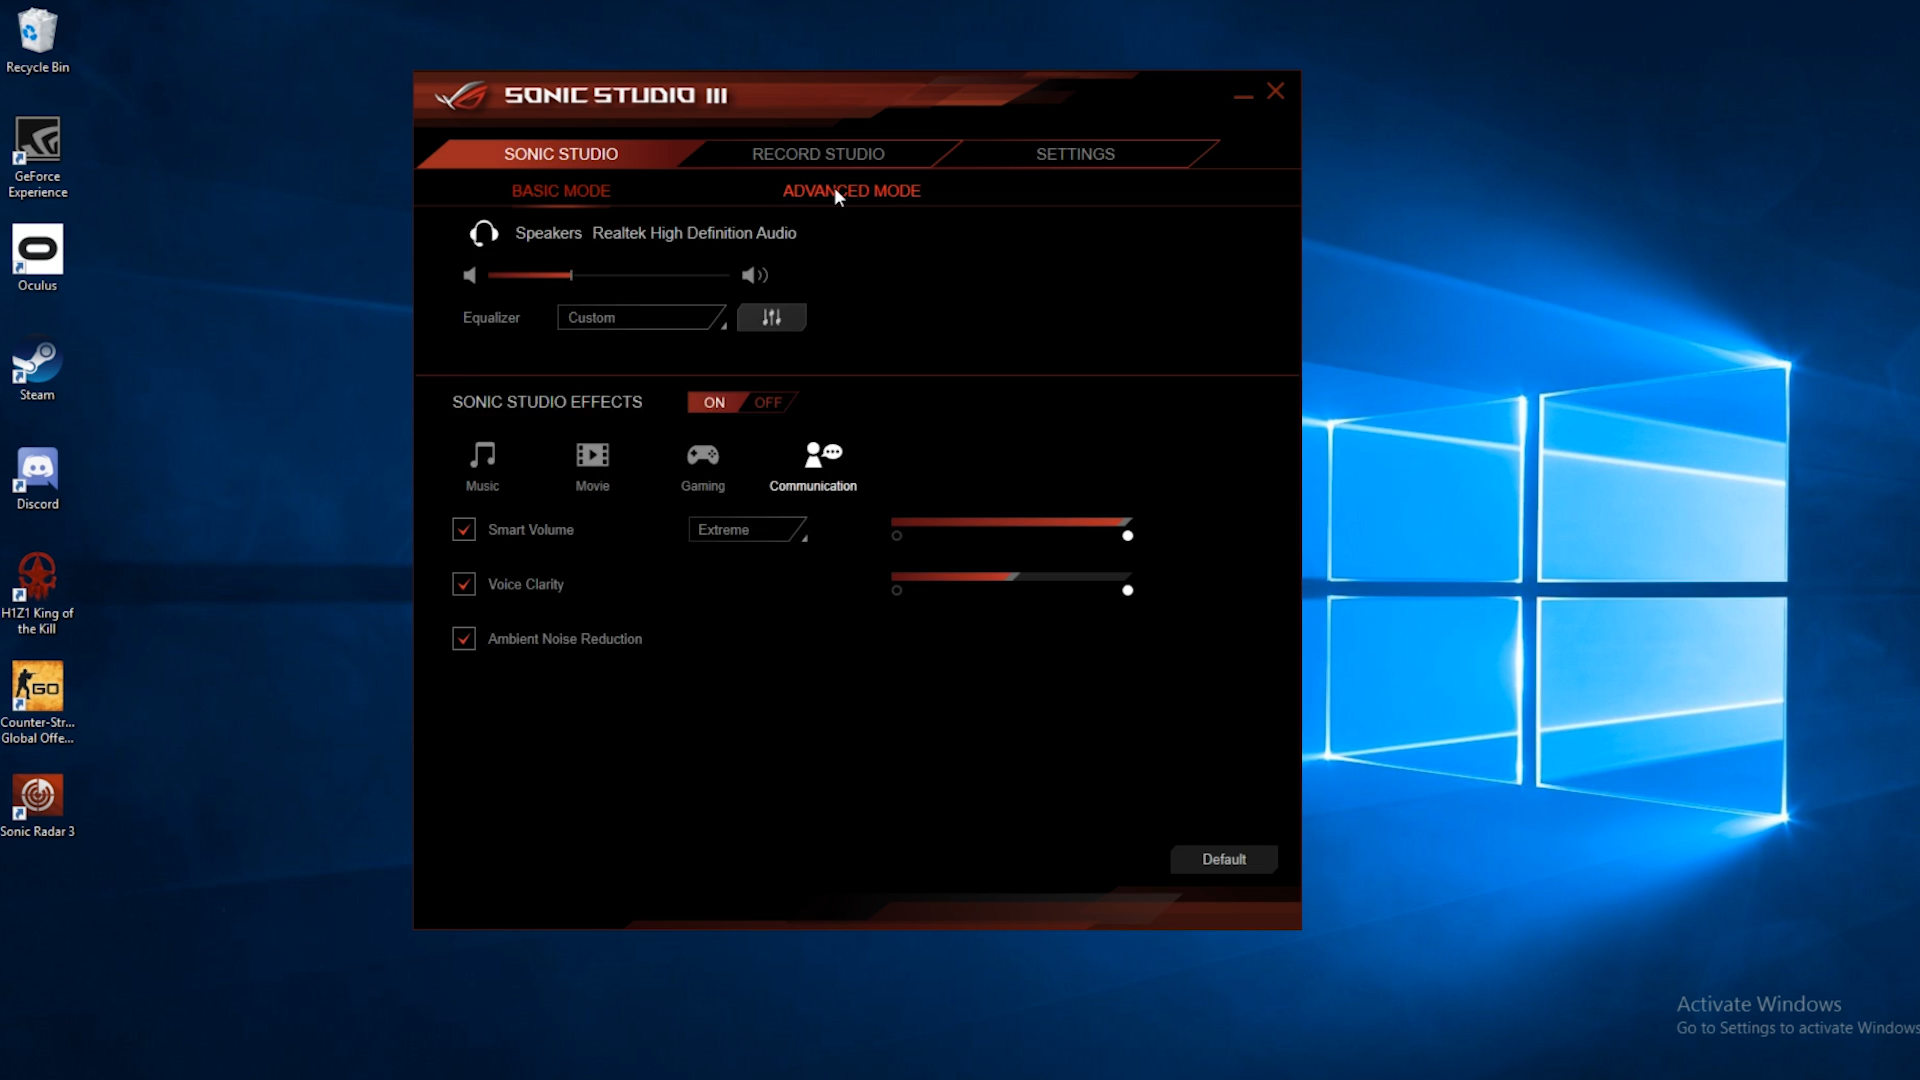 Recycle Bin
GeForce
Experience
Oculus
Steam
Discord
H1Z1 King of
the Kill
GO
Counter-Str...
Global Offe...
Sonic Radar 3
SONIC STUDIO III
SONIC STUDIO
RECORD STUDIO
SETTINGS
BASIC MODE
ADVANCED MODE
Speakers Realtek High Definition Audio
Equalizer
Custom
SONIC STUDIO EFFECTS
ON
OFF
Music
Movie
Gaming
Communication
Smart Volume
Extreme
Voice Clarity
Ambient Noise Reduction
Default
Activate Windows
Go to Settings to activate Windows